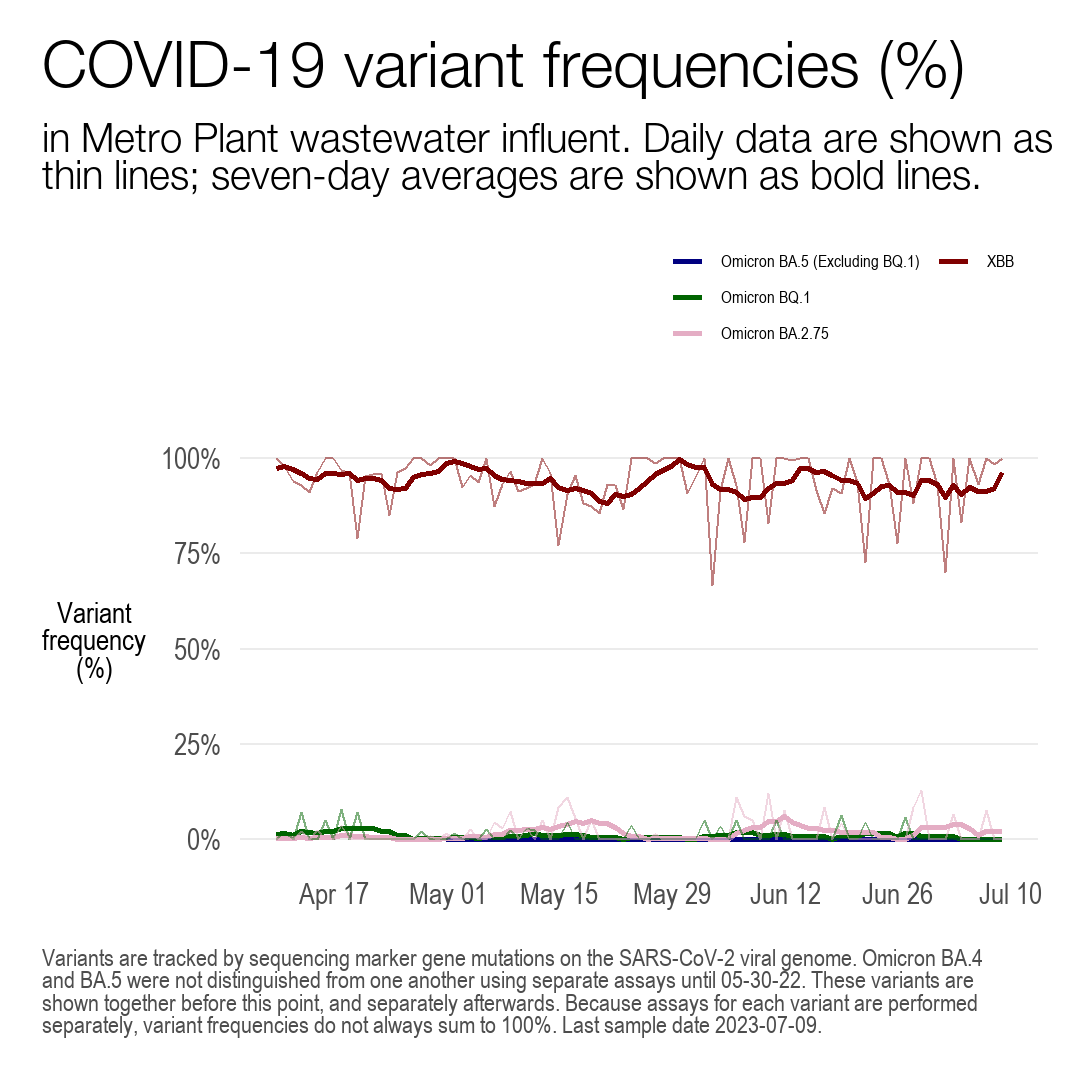 COVID-19 variant frequencies (%)
in Metro Plant wastewater influent. Daily data are shown as
thin lines; seven-day averages are shown as bold lines.
Omicron BA.5 (Excluding BQ.1)
XBB
Omicron BQ.1
Omicron BA.2.75
100%
75%
50%
25%
0%
Variant
frequency
(%)
Apr 17
May 01
May 15
May 29
Jun 12
Jun 26
Jul 10
Variants are tracked by sequencing marker gene mutations on the SARS-CoV-2 viral genome. Omicron BA.4
and BA.5 were not distinguished from one another using separate assays until 05-30-22. These variants are
shown together before this point, and separately afterwards. Because assays for each variant are performed
separately, variant frequencies do not always sum to 100%. Last sample date 2023-07-09.